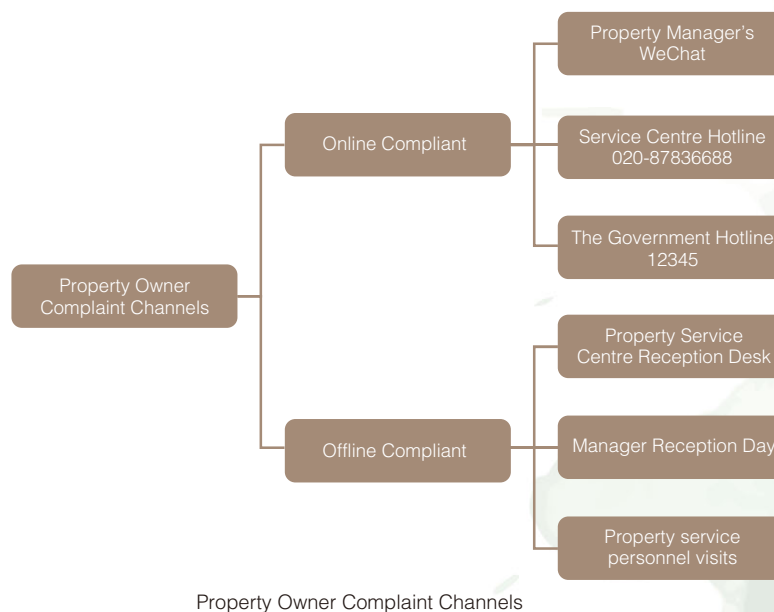 Property Owner
Complaint Channels
Online Compliant
Property Manager's
WeChat
Service Centre Hotline
020-87836688
The Government Hotline
12345
Offline Compliant
Property Service
Centre Reception Desk
Manager Reception Day
Property service
personnel visits
Property Owner Complaint Channels